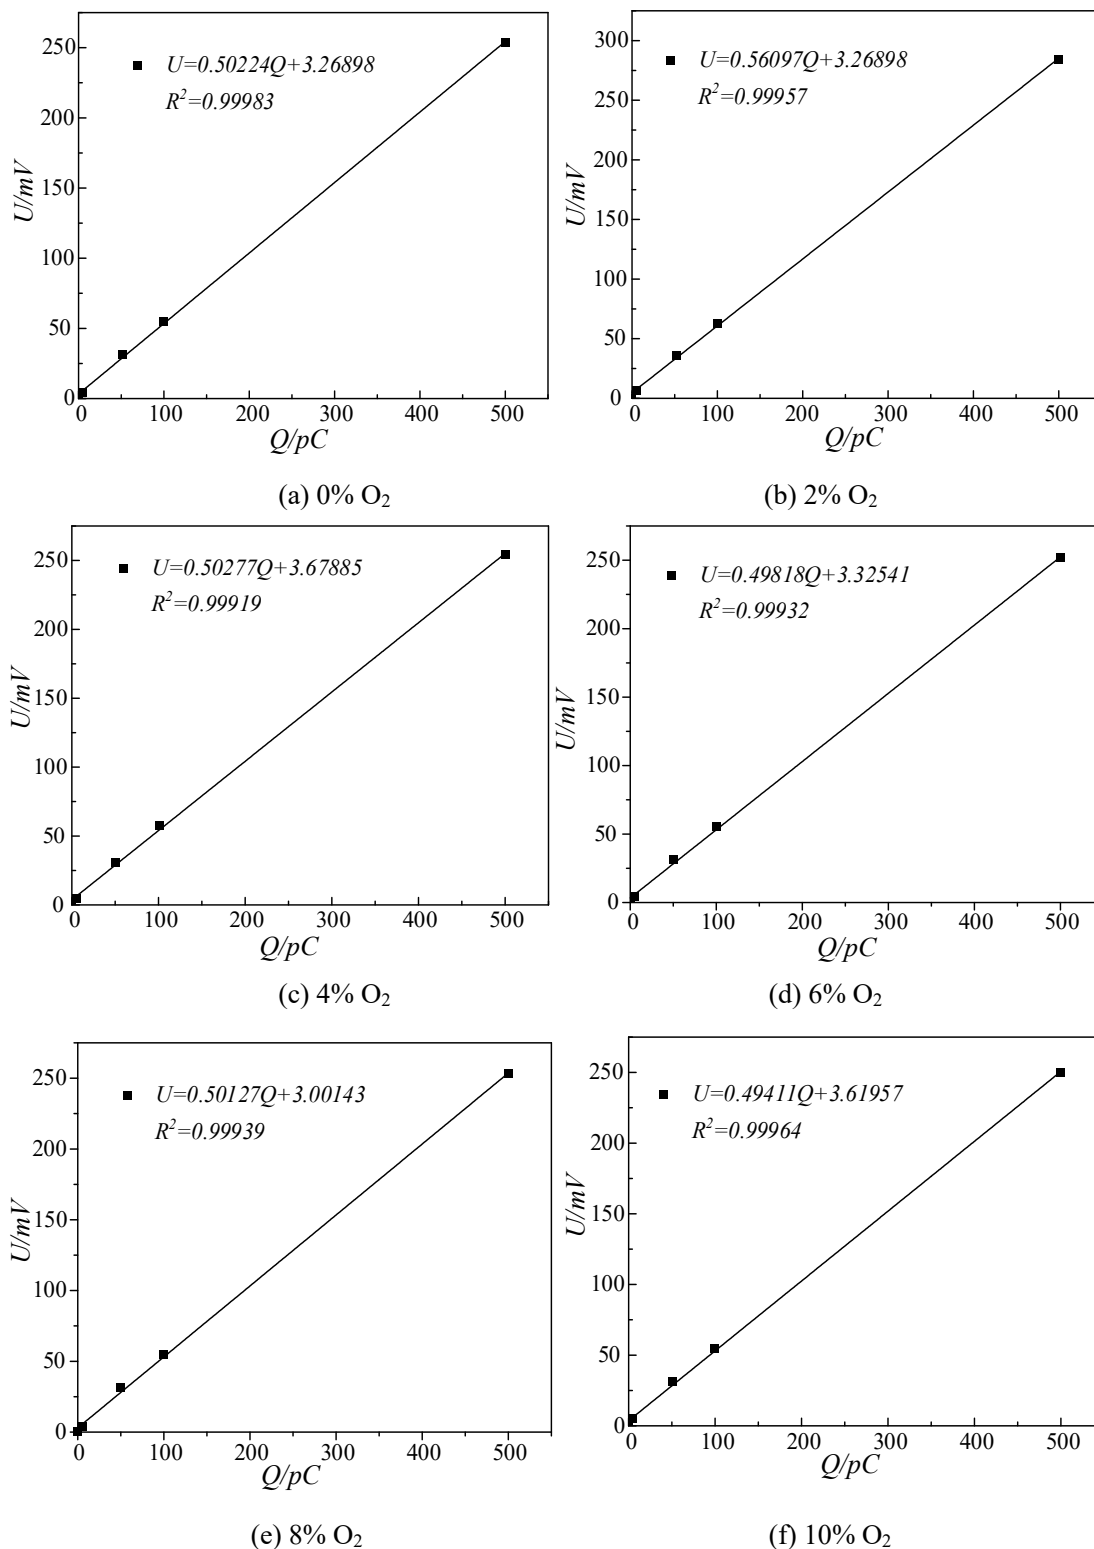 250
200
150
100
50
0
U/mV
U=0.50224Q+3.26898
R²=0.99983
0 100 200 300 400 500
Q/pC
(a) 0% O₂
300
250
200
150
100
50
0
U/mV
U=0.56097Q+3.26898
R²=0.99957
0 100 200 300 400 500
Q/pC
(b) 2% O₂
250
200
150
100
50
0
U/mV
U=0.50277Q+3.67885
R²=0.99919
0 100 200 300 400 500
Q/pC
(c) 4% O₂
250
200
150
100
50
0
U/mV
U=0.49818Q+3.32541
R²=0.99932
0 100 200 300 400 500
Q/pC
(d) 6% O₂
250
200
150
100
50
0
U/mV
U=0.50127Q+3.00143
R²=0.99939
0 100 200 300 400 500
Q/pC
(e) 8% O₂
250
200
150
100
50
0
U/mV
U=0.49411Q+3.61957
R²=0.99964
0 100 200 300 400 500
Q/pC
(f) 10% O₂